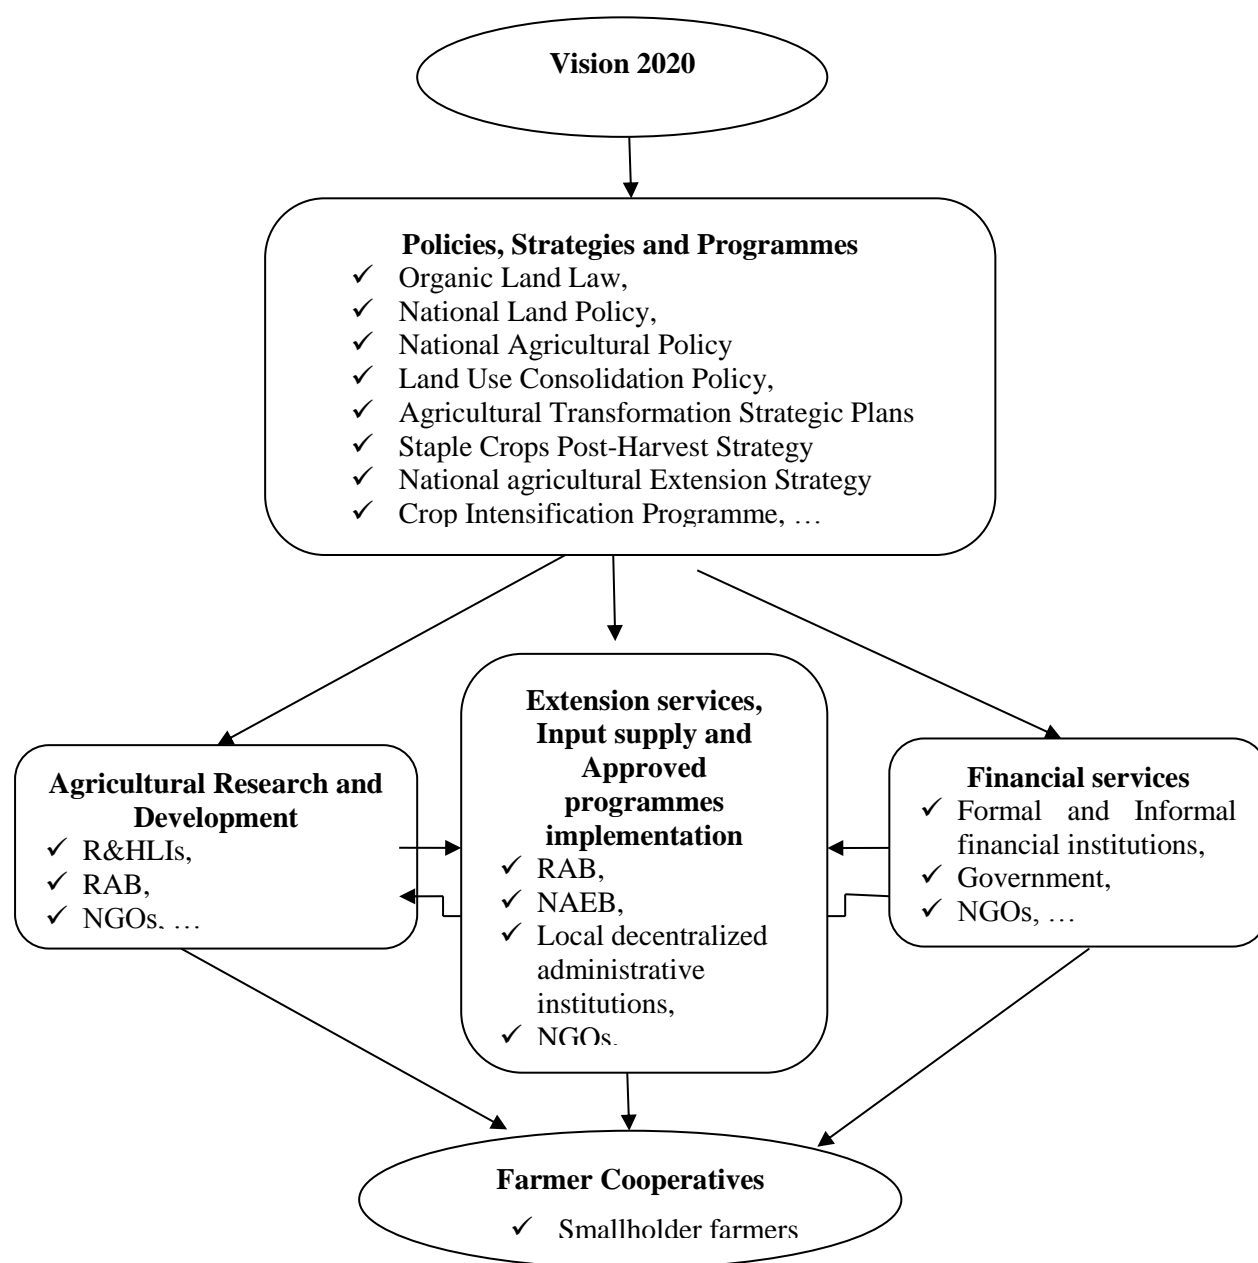 Vision 2020
Policies, Strategies and Programmes
✓ Organic Land Law,
✓ National Land Policy,
✓ National Agricultural Policy
✓ Land Use Consolidation Policy,
✓ Agricultural Transformation Strategic Plans
✓ Staple Crops Post-Harvest Strategy
✓ National agricultural Extension Strategy
✓ Crop Intensification Programme, …
Agricultural Research and
Development
✓ R&HLIs,
✓ RAB,
✓ NGOs, …
Extension services,
Input supply and
Approved
programmes
implementation
✓ RAB,
✓ NAEB,
✓ Local decentralized
administrative
institutions,
✓ NGOs,
Financial services
✓ Formal and Informal
financial institutions,
✓ Government,
✓ NGOs, …
Farmer Cooperatives
✓ Smallholder farmers